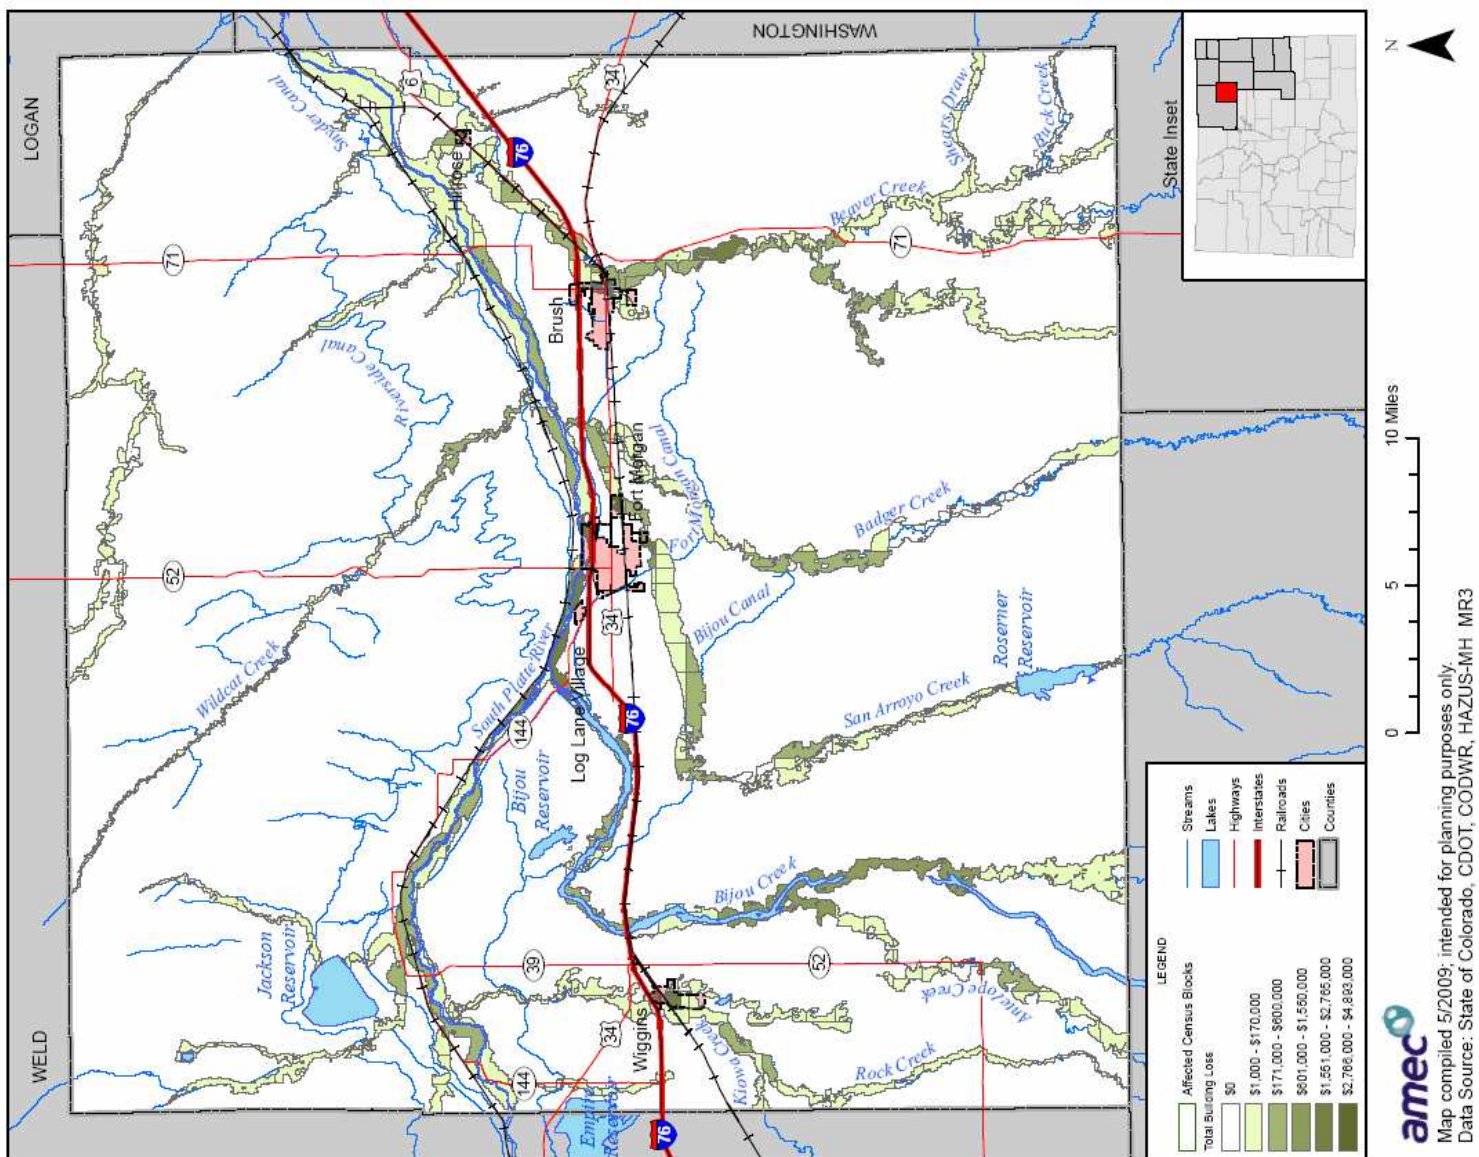 WELD
LOGAN
WASHINGTON
Snyder Canal
6
34
Hillrose
76
71
Shears Draw
Buck Creek
Beaver Creek
71
Riverside Canal
Brush
Wildcat Creek
52
South Platte River
144
Log Lane Village
Fort Morgan
Fort Morgan Canal
34
76
Bijou Canal
Badger Creek
San Arroyo Creek
Rosener
Reservoir
Bijou
Reservoir
Bijou Creek
Jackson
Reservoir
39
52
Antelope Creek
34
Wiggins
Kiowa Creek
Rock Creek
144
Empire
Reservoir
76
State Inset
N
LEGEND
Affected Census Blocks
Total Building Loss
$0
$1,000 - $170,000
$171,000 - $600,000
$601,000 - $1,550,000
$1,551,000 - $2,765,000
$2,766,000 - $4,893,000
Streams
Lakes
Highways
Interstates
Railroads
Cities
Counties
0 5 10 Miles
amec
Map compiled 5/2009; intended for planning purposes only.
Data Source: State of Colorado, CDOT, CODWR, HAZUS-MH MR3